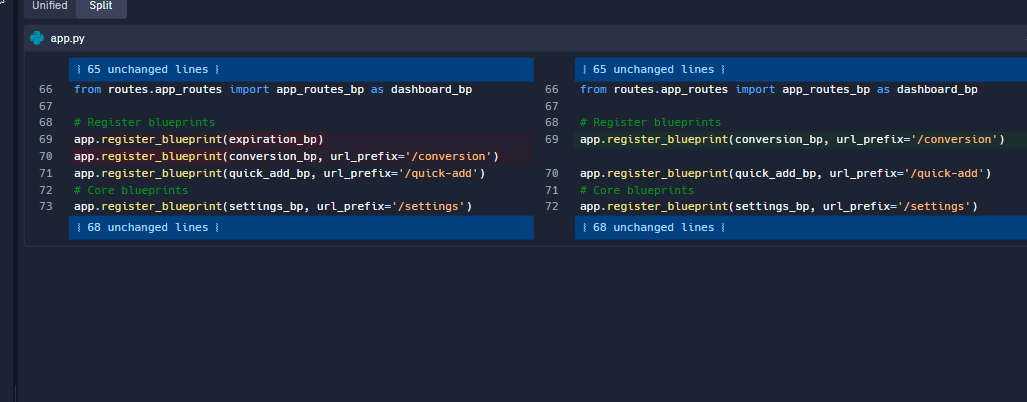 Unified Split
app.py
65 unchanged lines
66 from routes.app_routes import app_routes_bp as dashboard_bp
67
68 # Register blueprints
69 app.register_blueprint(expiration_bp)
70 app.register_blueprint(conversion_bp, url_prefix='/conversion')
71 app.register_blueprint(quick_add_bp, url_prefix='/quick-add')
72 # Core blueprints
73 app.register_blueprint(settings_bp, url_prefix='/settings')
68 unchanged lines
65 unchanged lines
66 from routes.app_routes import app_routes_bp as dashboard_bp
67
68 # Register blueprints
69 app.register_blueprint(conversion_bp, url_prefix='/conversion')
70 app.register_blueprint(quick_add_bp, url_prefix='/quick-add')
71 # Core blueprints
72 app.register_blueprint(settings_bp, url_prefix='/settings')
68 unchanged lines